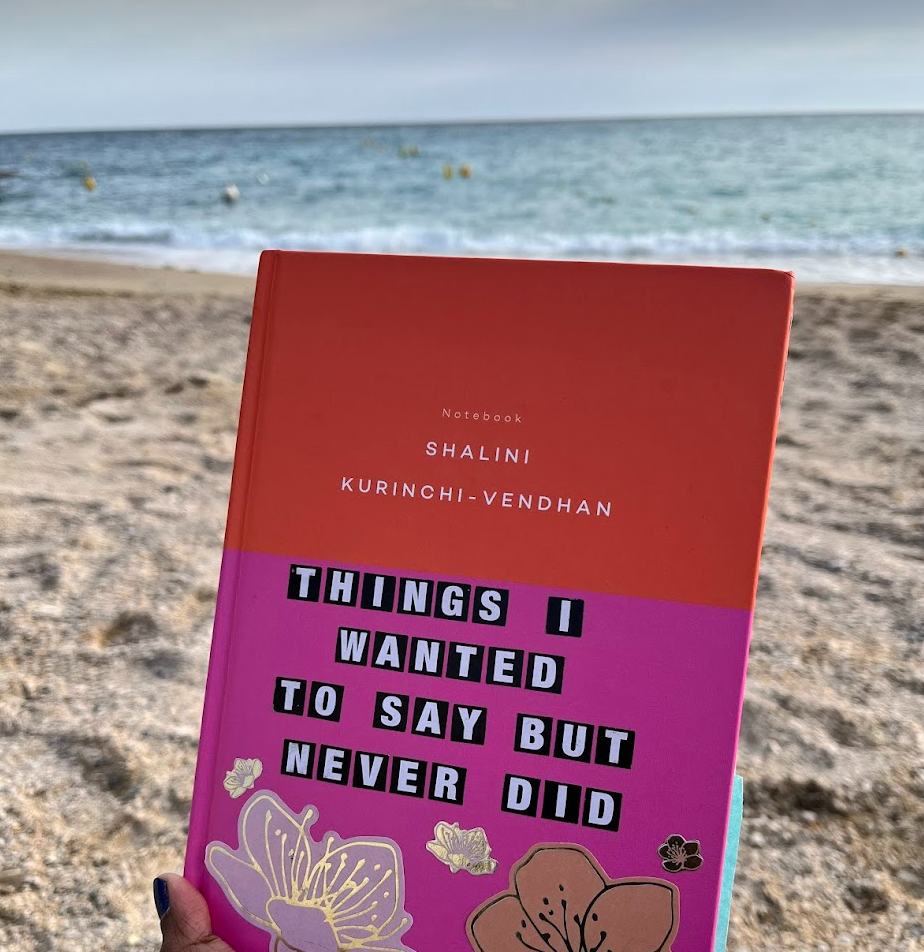 Notebook
SHALINI
KURINCHI-VENDHAN
THINGS I
WANTED
TO SAY BUT
NEVER DID